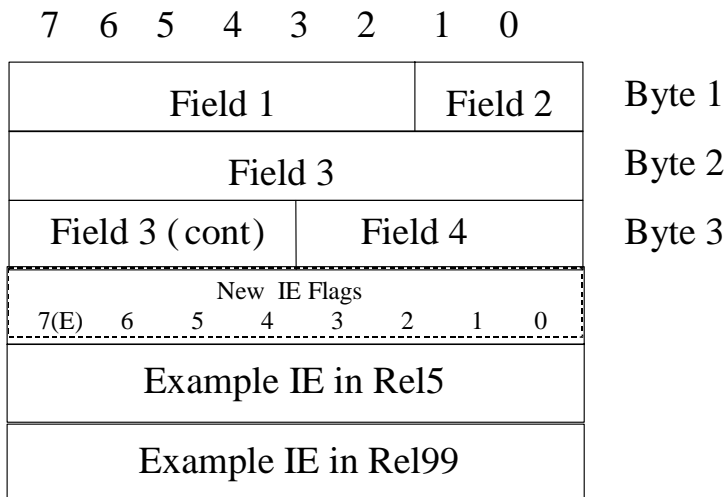 7 6 5 4 3 2 1 0
Field 1 Field 2 Byte 1
Field 3 Byte 2
Field 3 (cont) Field 4 Byte 3
New IE Flags
7(E) 6 5 4 3 2 1 0
Example IE in Rel5
Example IE in Rel99